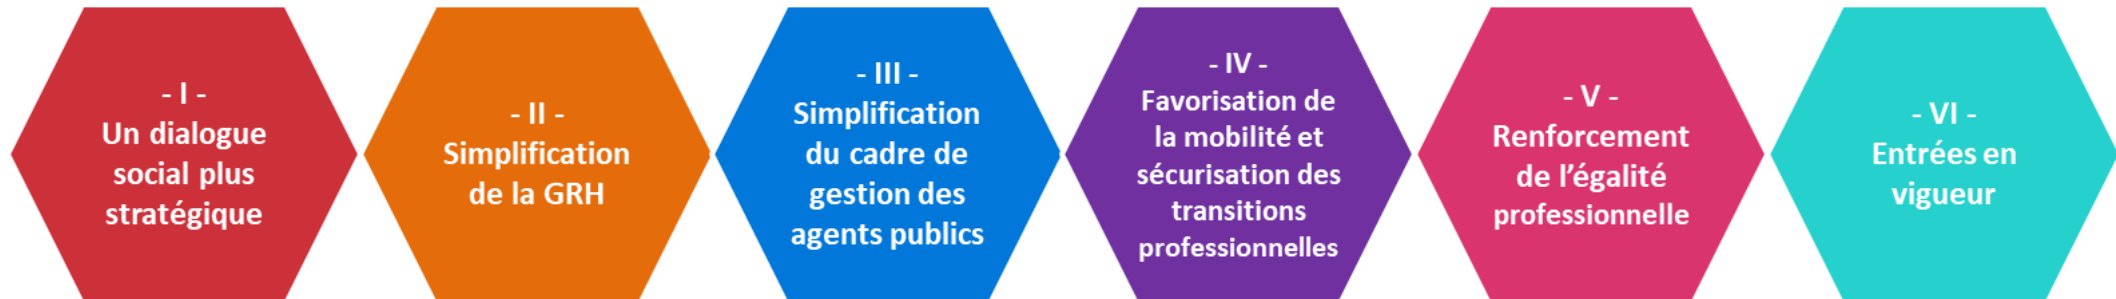 - I -
Un dialogue
social plus
stratégique
- II -
Simplification
de la GRH
- III -
Simplification
du cadre de
gestion des
agents publics
- IV -
Favorisation de
la mobilité et
sécurisation des
transitions
professionnelles
- V -
Renforcement
de l’égalité
professionnelle
- VI -
Entrées en
vigueur